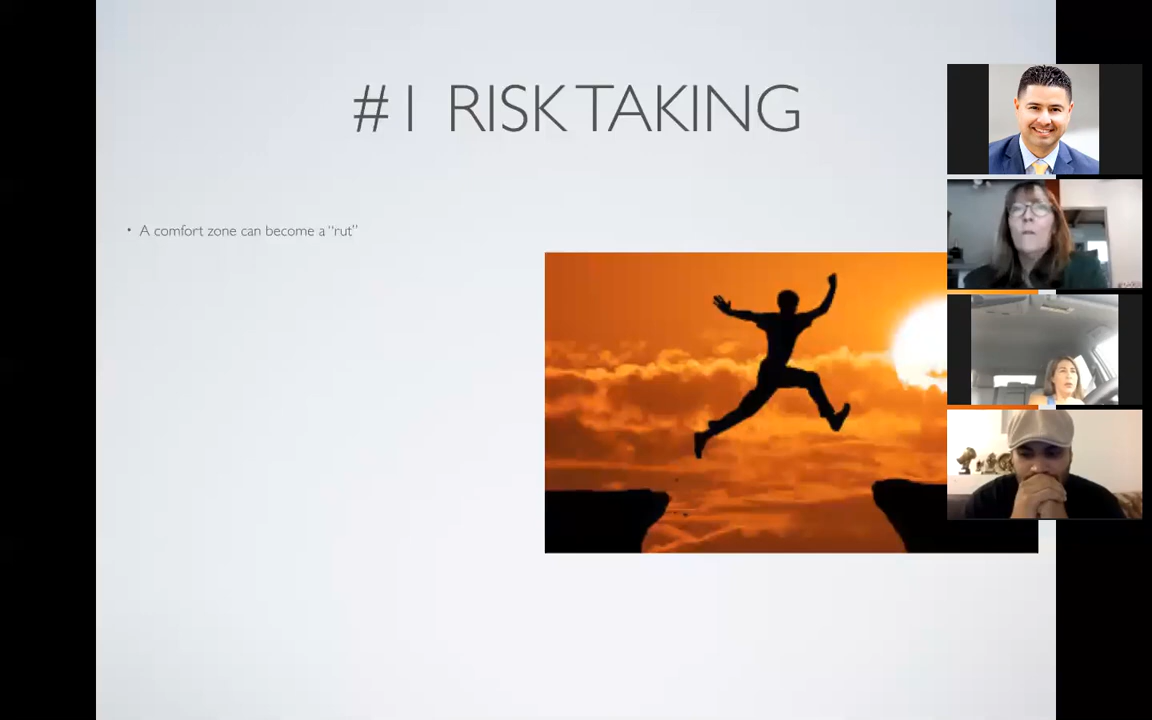 #1 RISK TAKING
• A comfort zone can become a “rut”